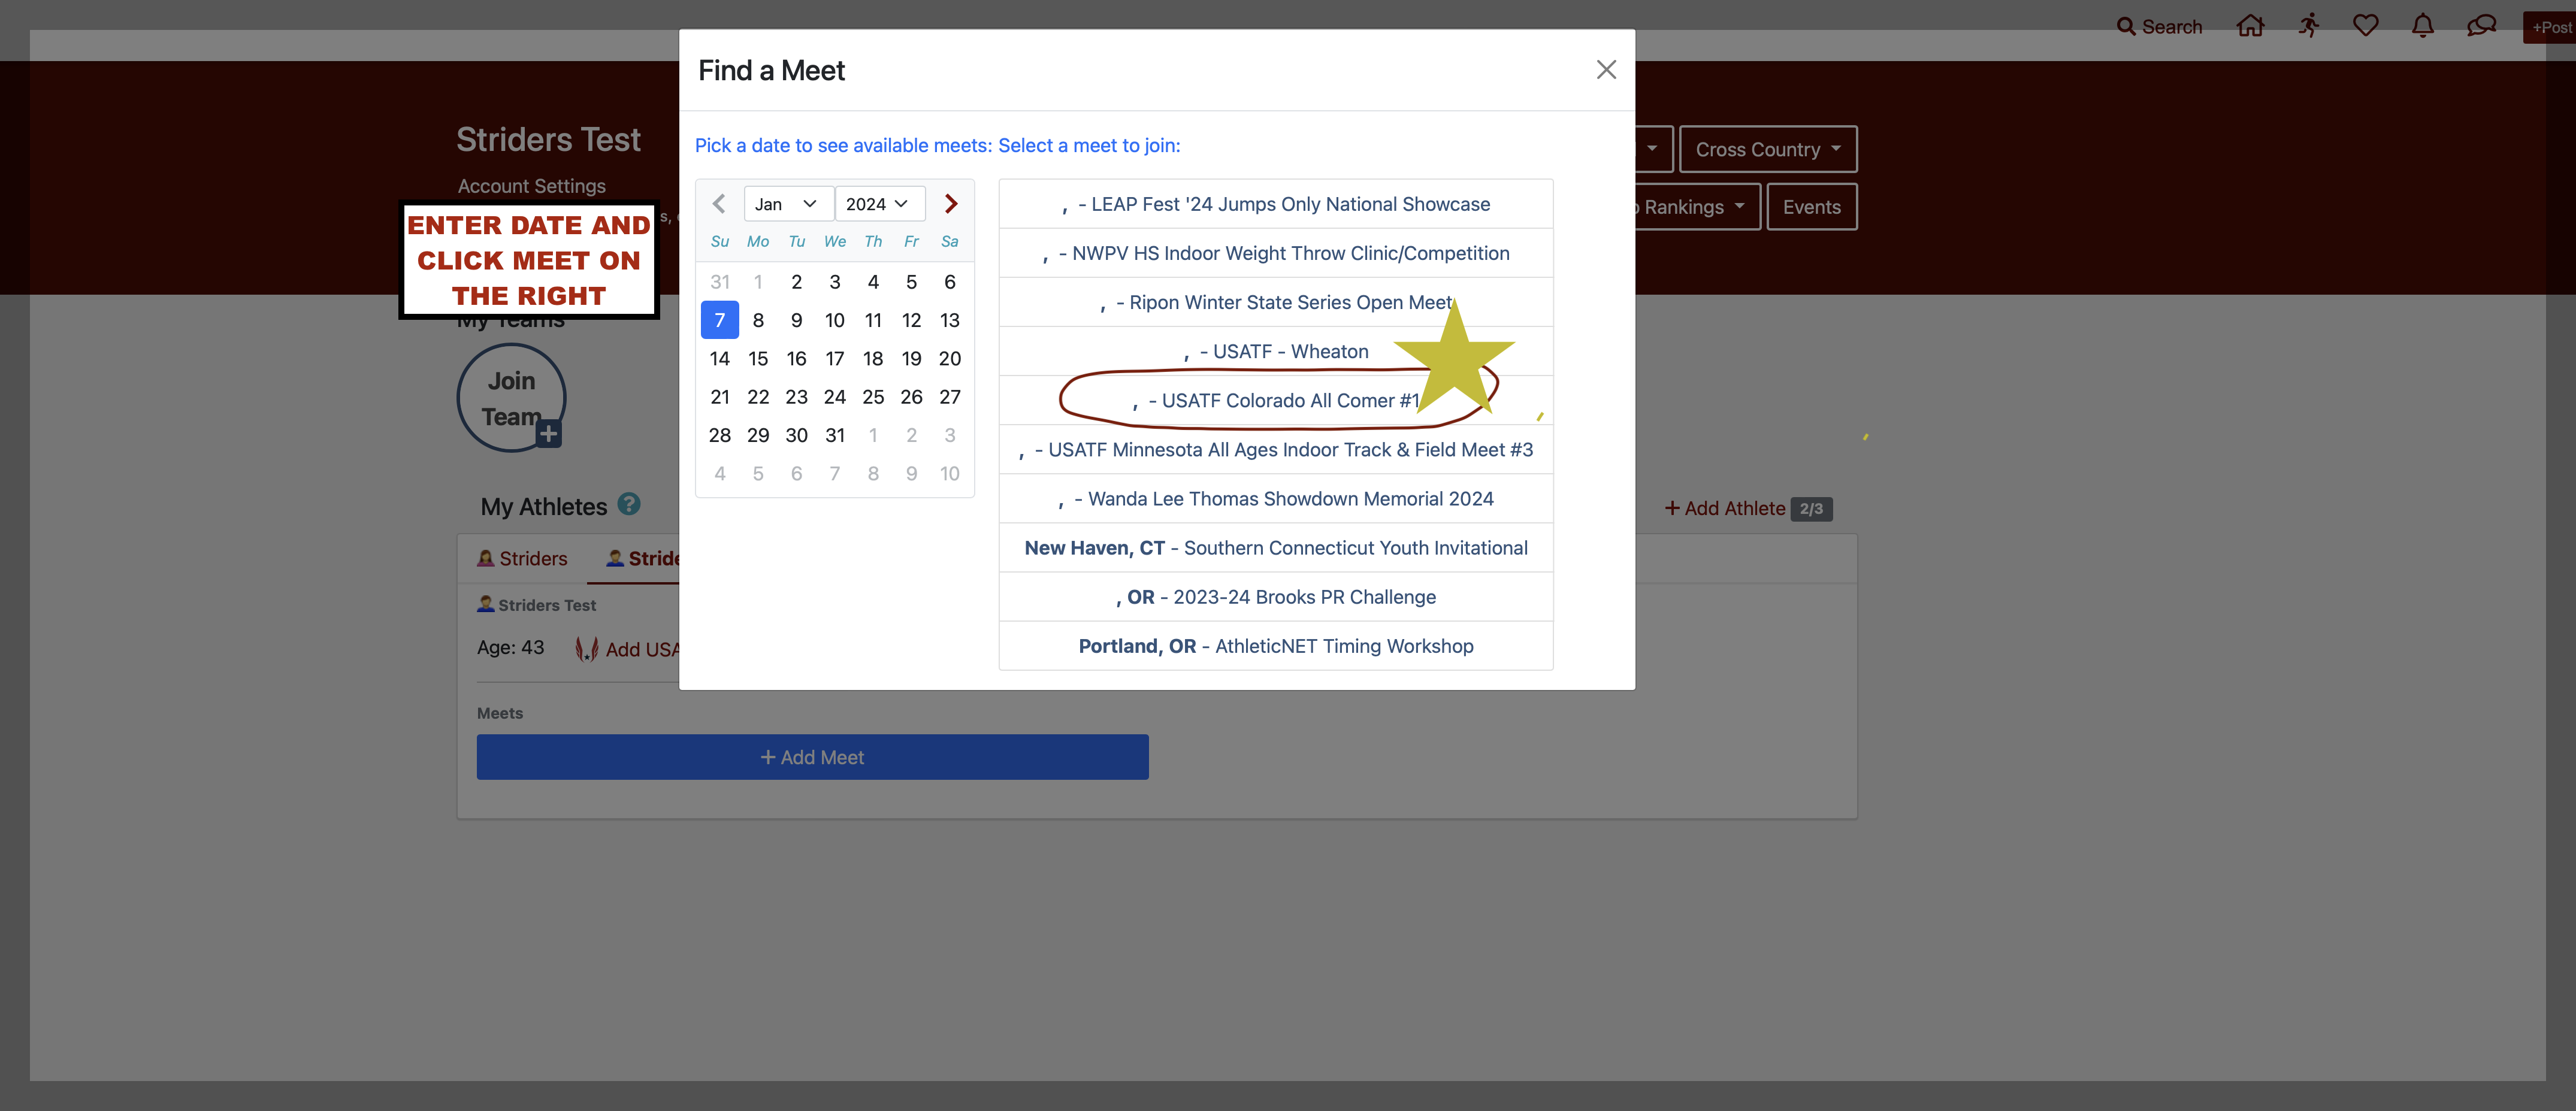 Search
+Post
Find a Meet
Striders Test
Account Settings
ENTER DATE AND
CLICK MEET ON
THE RIGHT
Cross Country
Rankings
Events
Pick a date to see available meets:
Select a meet to join:
Jan
2024
Su Mo Tu We Th Fr Sa
31 1 2 3 4 5 6
7 8 9 10 11 12 13
14 15 16 17 18 19 20
21 22 23 24 25 26 27
28 29 30 31 1 2 3
4 5 6 7 8 9 10
, - LEAP Fest '24 Jumps Only National Showcase
, - NWPV HS Indoor Weight Throw Clinic/Competition
, - Ripon Winter State Series Open Meet
, - USATF - Wheaton
, - USATF Colorado All Comer #1
, - USATF Minnesota All Ages Indoor Track & Field Meet #3
, - Wanda Lee Thomas Showdown Memorial 2024
New Haven, CT - Southern Connecticut Youth Invitational
, OR - 2023-24 Brooks PR Challenge
Portland, OR - AthleticNET Timing Workshop
My Teams
Join
Team
My Athletes ?
+ Add Athlete 2/3
Striders
Stride
Striders Test
Age: 43
Add USA
Meets
+ Add Meet